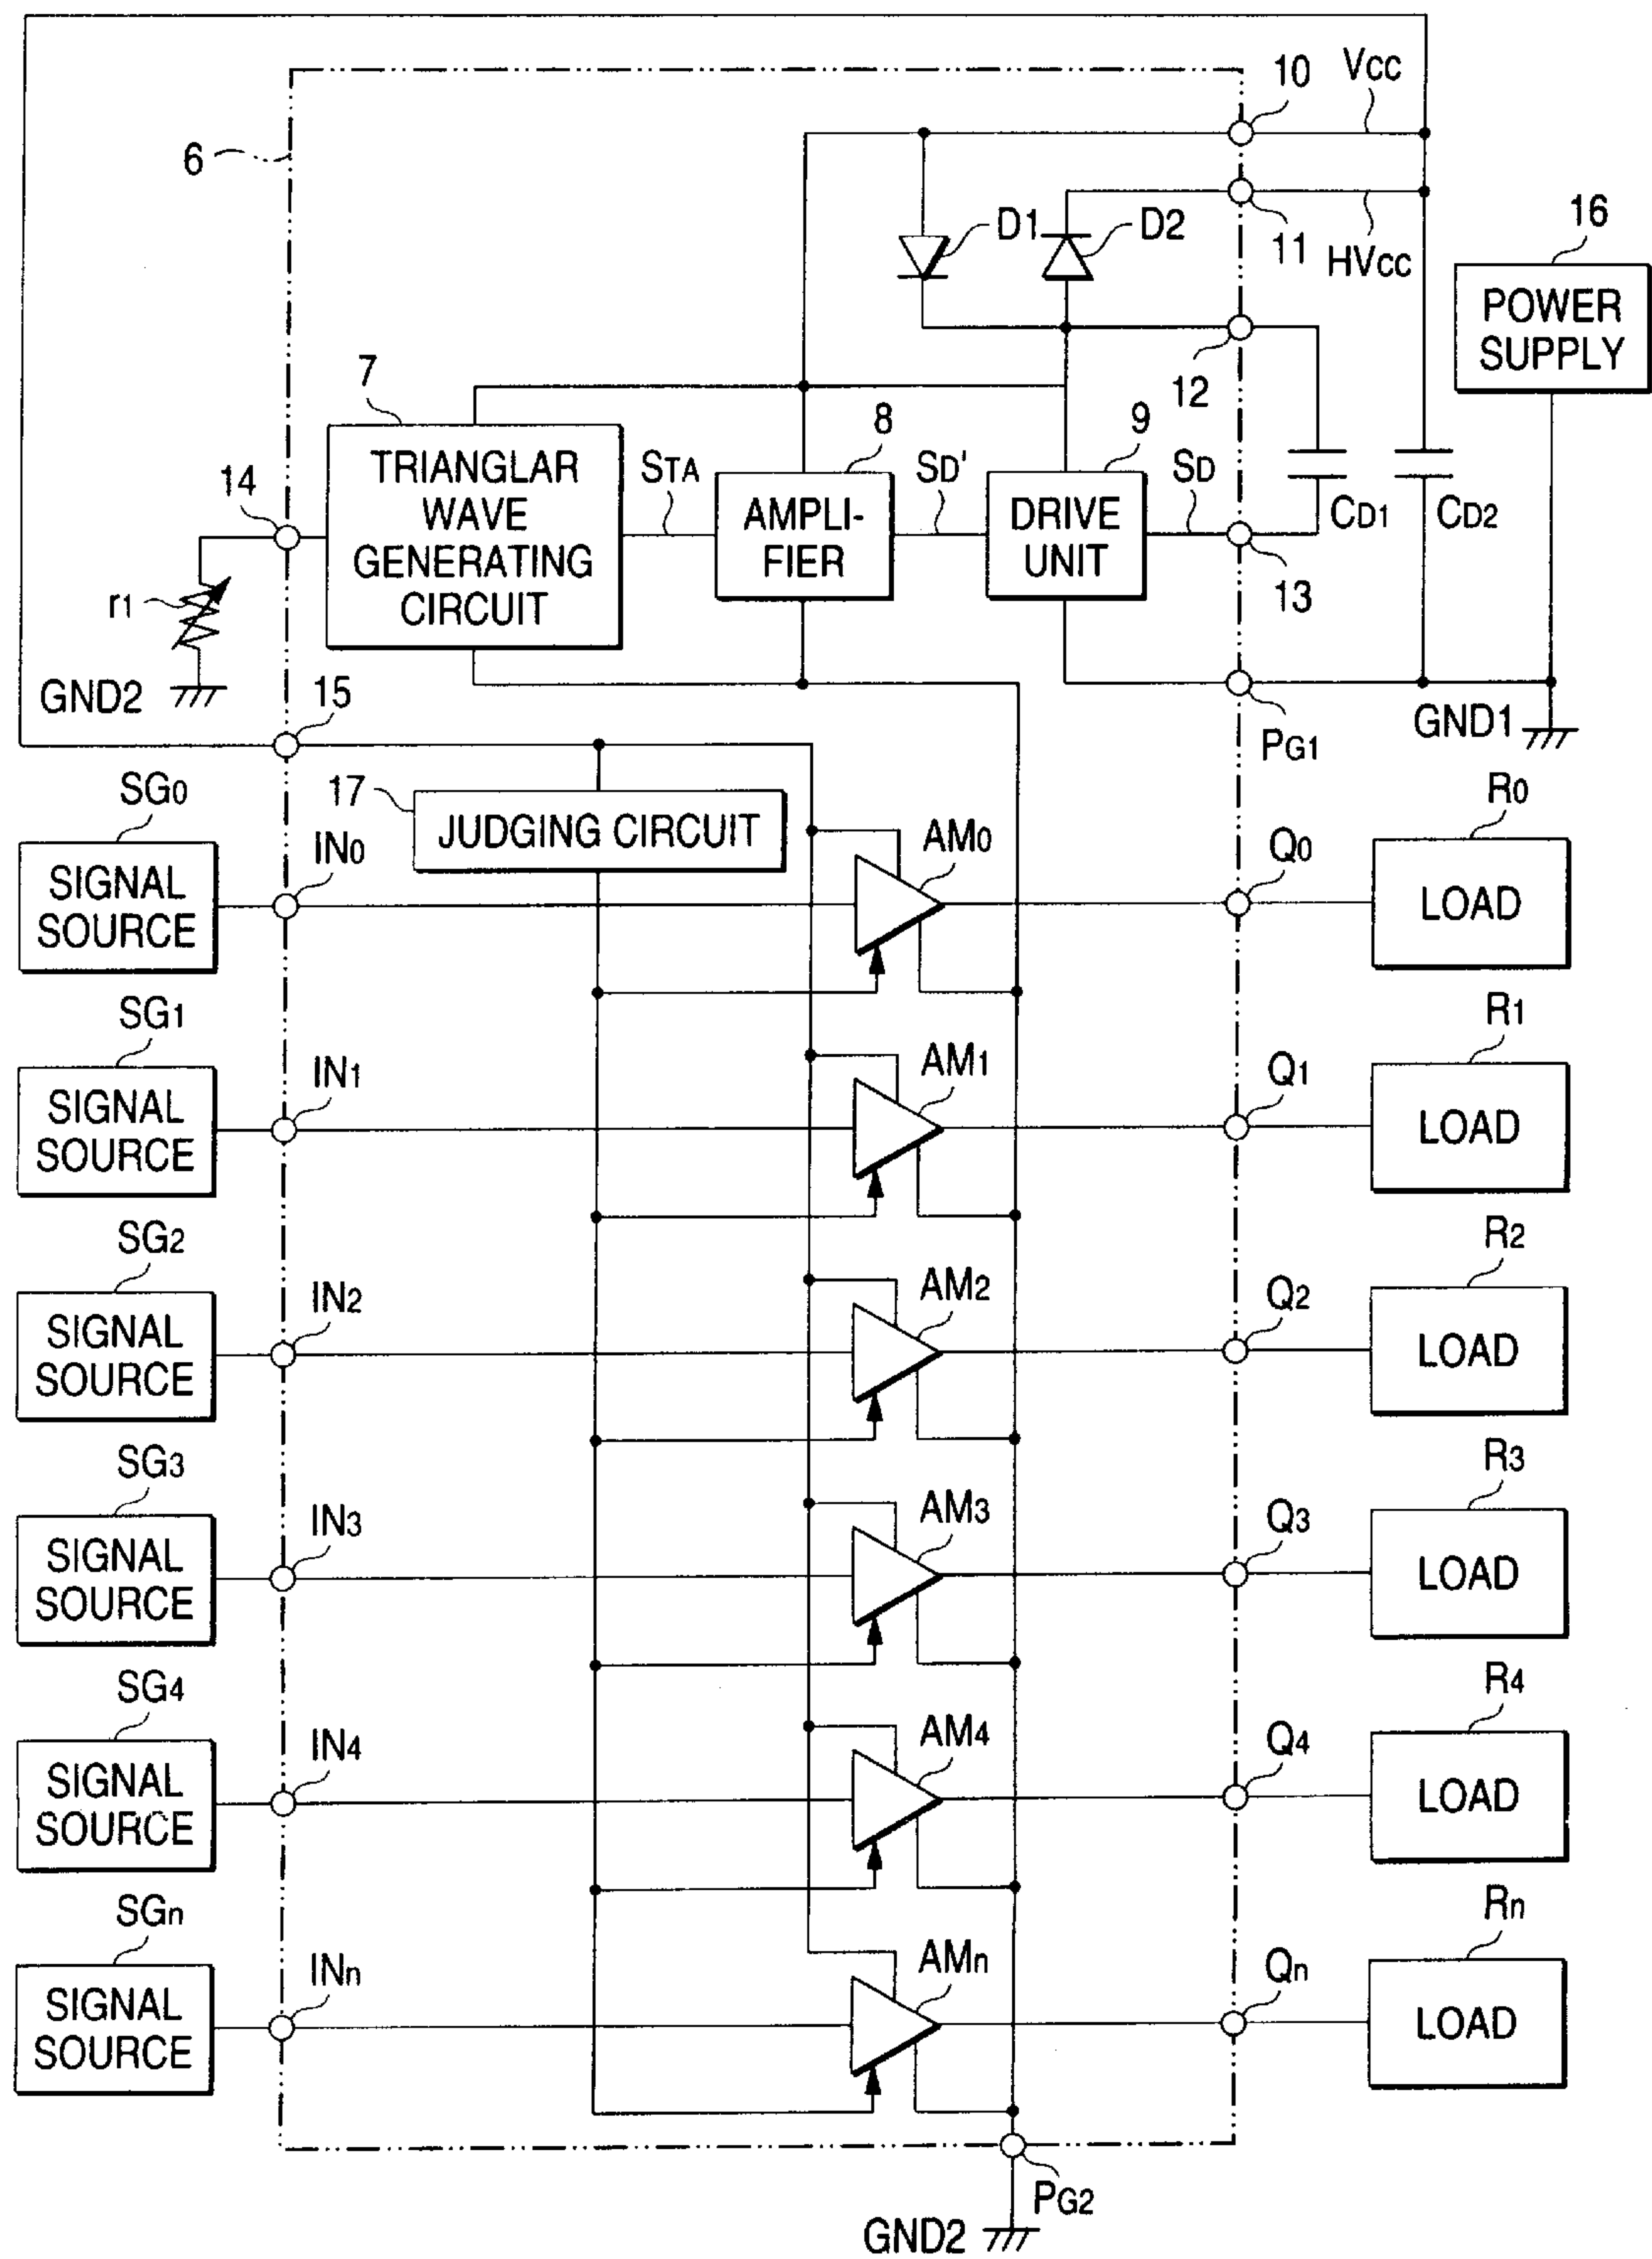 10
VCC
6
11
HVCC
D1
D2
16
POWER
SUPPLY
12
7
8
9
TRIANGLAR
WAVE
GENERATING
CIRCUIT
STA
AMPLI-
FIER
SD'
DRIVE
UNIT
SD
CD1
CD2
14
13
r1
GND2
15
PG1
GND1
17
JUDGING CIRCUIT
SG0
SIGNAL
SOURCE
IN0
AM0
Q0
R0
LOAD
SG1
SIGNAL
SOURCE
IN1
AM1
Q1
R1
LOAD
SG2
SIGNAL
SOURCE
IN2
AM2
Q2
R2
LOAD
SG3
SIGNAL
SOURCE
IN3
AM3
Q3
R3
LOAD
SG4
SIGNAL
SOURCE
IN4
AM4
Q4
R4
LOAD
SGn
SIGNAL
SOURCE
INn
AMn
Qn
Rn
LOAD
PG2
GND2